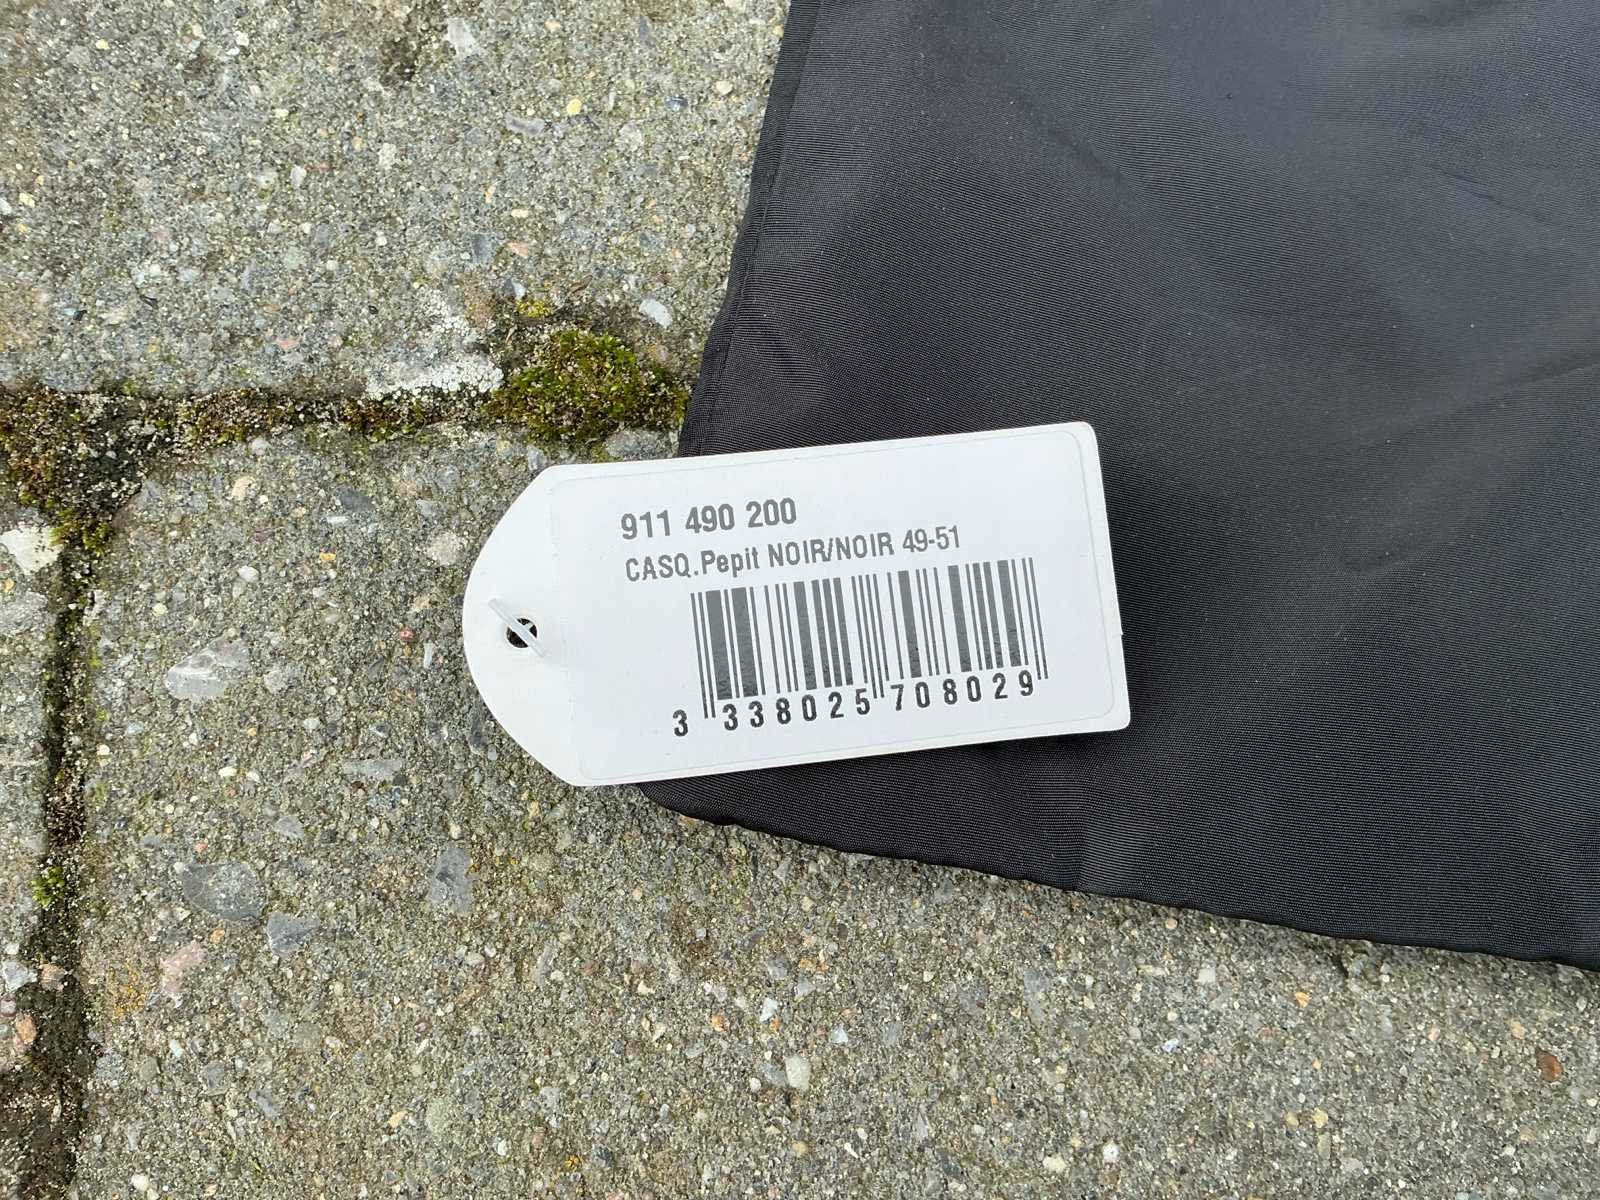 911 490 200
CASQ.Pepit NOIR/NOIR 49-51
3 338025 708029